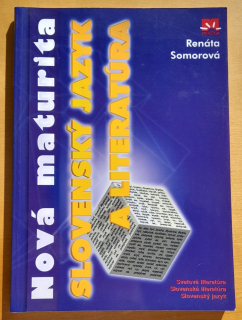 Renáta
Somorová
Nová maturita
SLOVENSKÝ JAZYK
A LITERATÚRA
Svetová literatúra
Slovenská literatúra
Slovenský jazyk